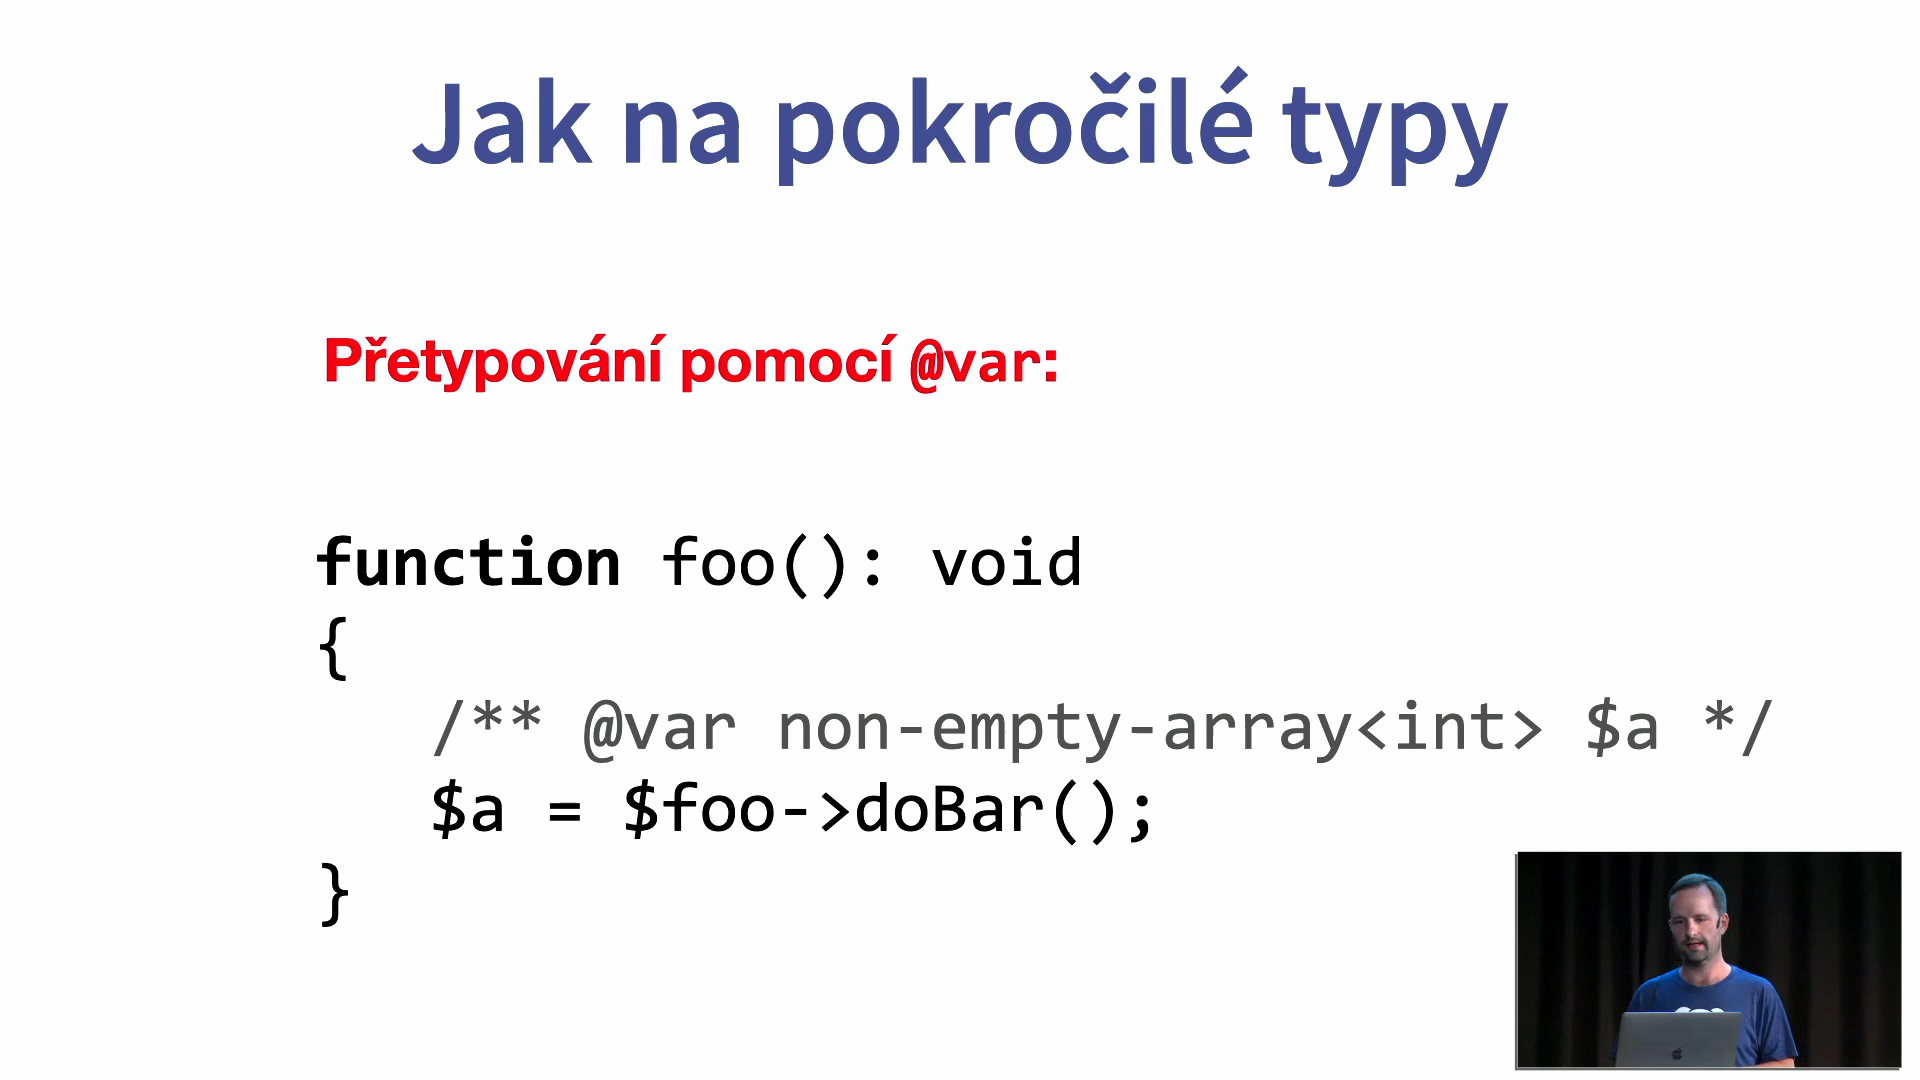 Jak na pokročilé typy
Přetypování pomocí @var:
function foo(): void
{
/** @var non-empty-array<int> $a */
$a = $foo->doBar();
}